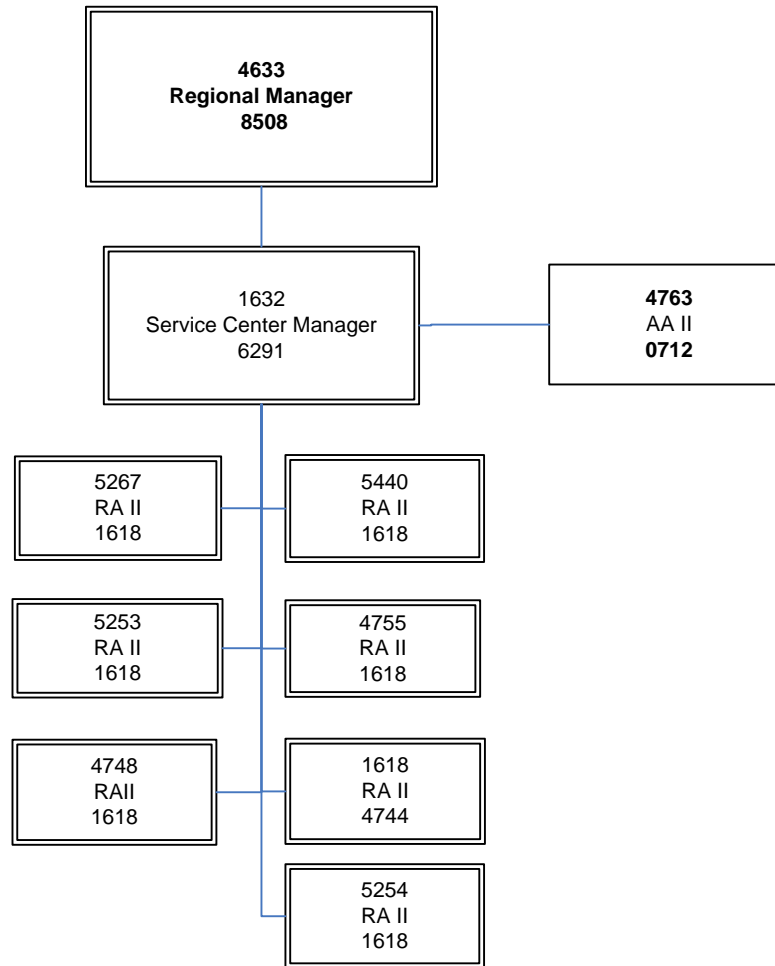 4633
Regional Manager
8508
1632
Service Center Manager
6291
4763
AA II
0712
5267
RA II
1618
5440
RA II
1618
5253
RA II
1618
4755
RA II
1618
4748
RAII
1618
1618
RA II
4744
5254
RA II
1618